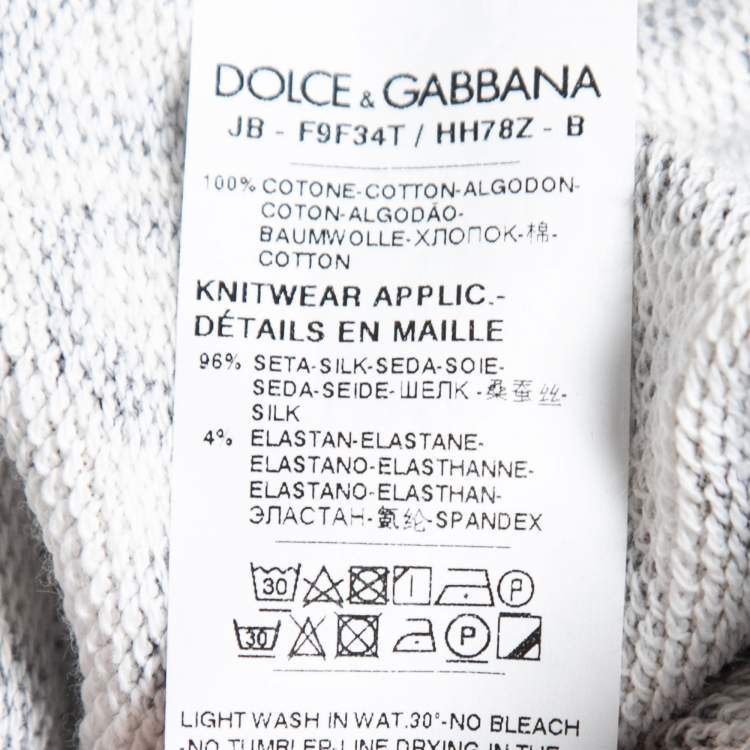 DOLCE & GABBANA
JB - F9F34T / HH78Z - B
100% COTONE-COTTON-ALGODON-
COTON-ALGODÃO-
BAUMWOLLE-ХЛОПОК-棉-
COTTON
KNITWEAR APPLIC.-
DÉTAILS EN MAILLE
96% SETA-SILK-SEDA-SOIE-
SEDA-SEIDE-ШЕЛК-桑蚕丝-
SILK
4% ELASTAN-ELASTANE-
ELASTANO-ELASTHANNE-
ELASTANO-ELASTHAN-
ЭЛАСТАН-氨纶-SPANDEX
30 P
30 P
LIGHT WASH IN WAT.30°-NO BLEACH
-NO TUMBLER-LINE DRYING IN THE